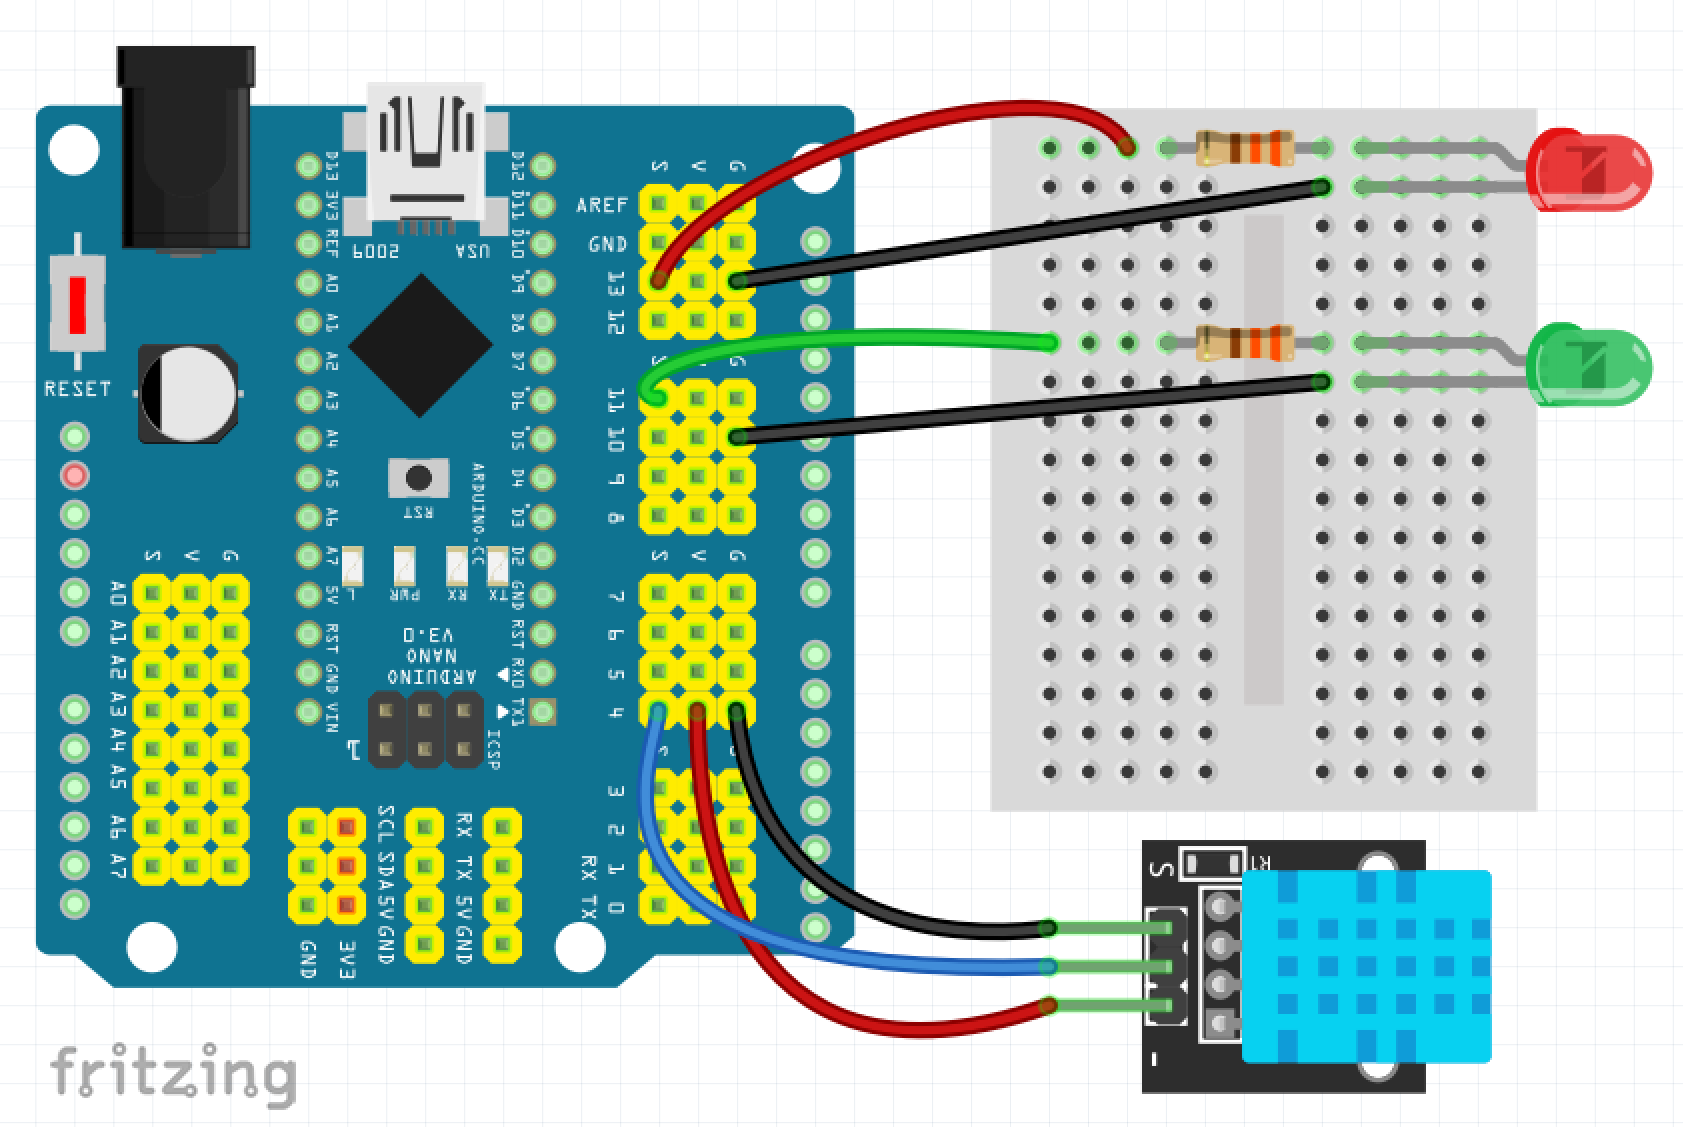 S V G
AREF
GND
13
12
S G
11
10
9
8
S V G
7
6
5
4
3
2
RX 1
TX 0
D13
3V3
REF
A0
A1
A2
A3
A4
A5
A6
A7
5V
RST
GND
VIN
D12
D11
D10
D9
D8
D7
D6
D5
D4
D3
D2
GND
RST
RX0
TX1
2009
USA
RESET
RST
ARDUINO.CC
L
PWR
RX
TX
ARDUINO
NANO
V3.0
1
ICSP
S V G
A0
A1
A2
A3
A4
A5
A6
A7
GND
3V3
SCL SDA 5V GND
RX TX 5V GND
S
R1
-
fritzing